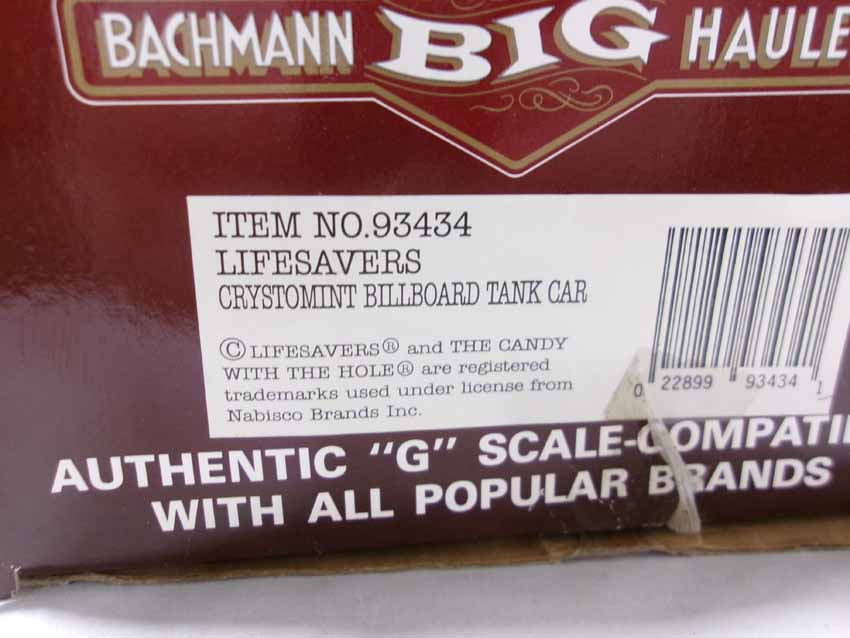 BACHMANN BIG HAULE
ITEM NO.93434
LIFESAVERS
CRYSTOMINT BILLBOARD TANK CAR
Ⓒ LIFESAVERS® and THE CANDY
WITH THE HOLE® are registered
trademarks used under license from
Nabisco Brands Inc.
0 22899 93434 1
AUTHENTIC "G" SCALE-COMPATI
WITH ALL POPULAR BRANDS